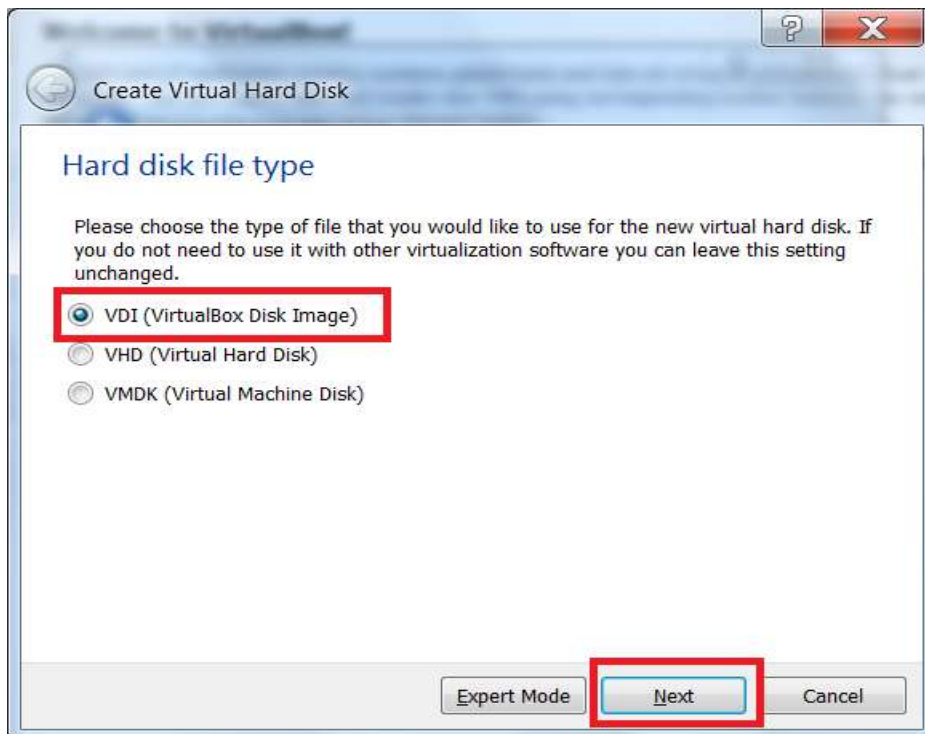 Welcome to VirtualBox!
Create Virtual Hard Disk
Hard disk file type
Please choose the type of file that you would like to use for the new virtual hard disk. If
you do not need to use it with other virtualization software you can leave this setting
unchanged.
VDI (VirtualBox Disk Image)
VHD (Virtual Hard Disk)
VMDK (Virtual Machine Disk)
Expert Mode
Next
Cancel